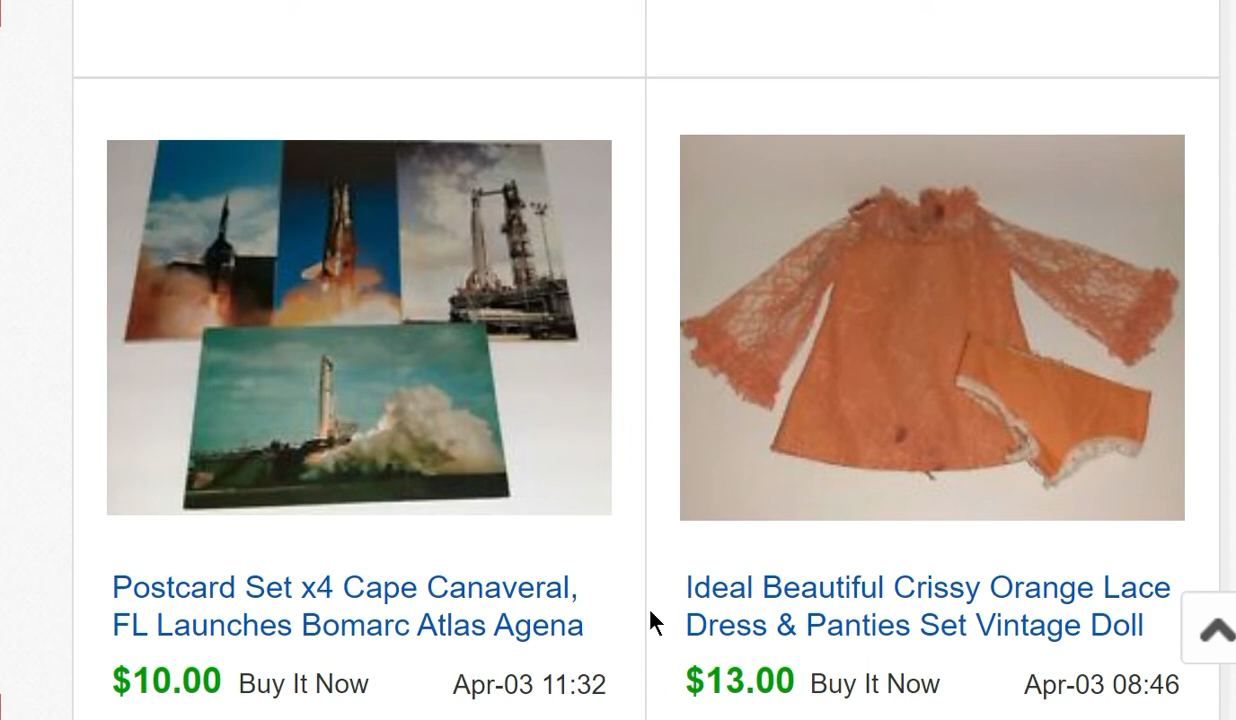 Postcard Set x4 Cape Canaveral,
FL Launches Bomarc Atlas Agena
$10.00 Buy It Now Apr-03 11:32
Ideal Beautiful Crissy Orange Lace
Dress & Panties Set Vintage Doll
$13.00 Buy It Now Apr-03 08:46